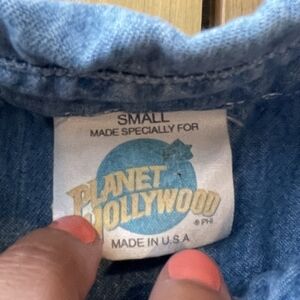 SMALL
MADE SPECIALLY FOR
PLANET
HOLLYWOOD
® PHI
MADE IN U.S.A